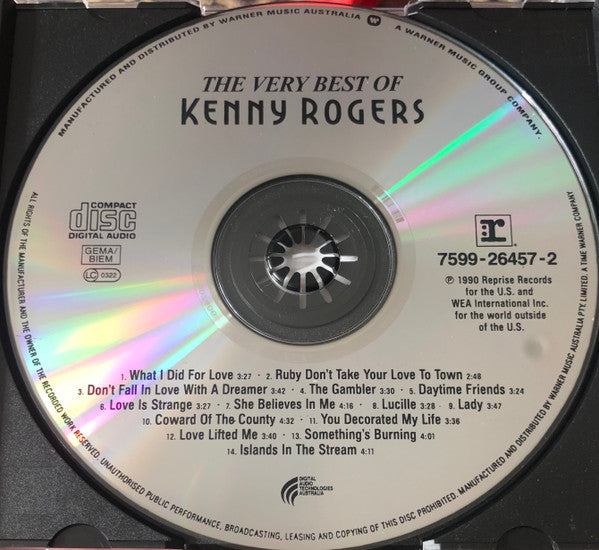 MANUFACTURED AND DISTRIBUTED BY WARNER MUSIC AUSTRALIA W A WARNER MUSIC GROUP COMPANY.
THE VERY BEST OF
KENNY ROGERS
COMPACT
disc
DIGITAL AUDIO
GEMA/
BIEM
LC 0322
r
7599-26457-2
℗ 1990 Reprise Records
for the U.S. and
WEA International Inc.
for the world outside
of the U.S.
1. What I Did For Love 3:27 · 2. Ruby Don't Take Your Love To Town 2:48
3. Don't Fall In Love With A Dreamer 3:42 · 4. The Gambler 3:30 · 5. Daytime Friends 3:24
6. Love Is Strange 3:27 · 7. She Believes In Me 4:16 · 8. Lucille 3:28 · 9. Lady 3:47
10. Coward Of The County 4:32 · 11. You Decorated My Life 3:36
12. Love Lifted Me 3:40 · 13. Something's Burning 4:01
14. Islands In The Stream 4:11
DIGITAL
AUDIO
TECHNOLOGIES
AUSTRALIA
ALL RIGHTS OF THE MANUFACTURER AND THE OWNER OF THE RECORDED WORK RESERVED. UNAUTHORISED PUBLIC PERFORMANCE, BROADCASTING, LEASING AND COPYING OF THIS DISC PROHIBITED. MANUFACTURED AND DISTRIBUTED BY WARNER MUSIC AUSTRALIA PTY. LIMITED. A TIME WARNER COMPANY.